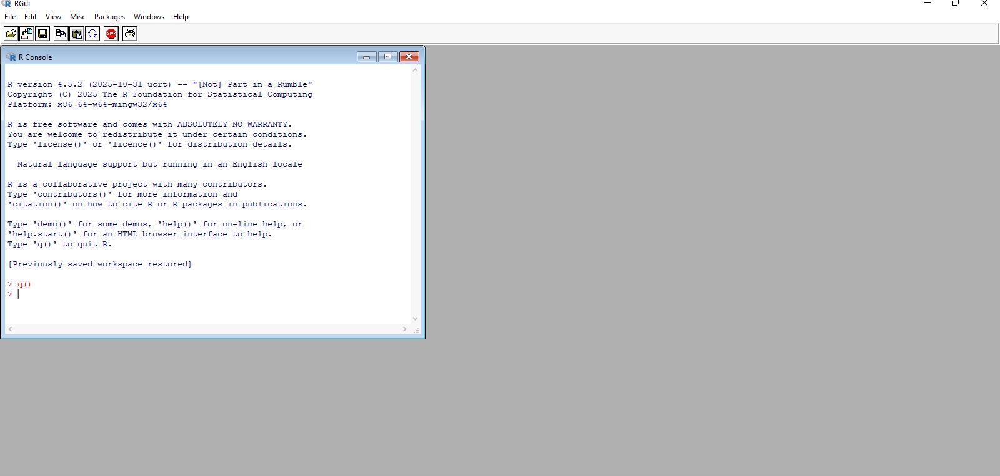 RGui
File Edit View Misc Packages Windows Help
STOP
R Console
R version 4.5.2 (2025-10-31 ucrt) -- "[Not] Part in a Rumble"
Copyright (C) 2025 The R Foundation for Statistical Computing
Platform: x86_64-w64-mingw32/x64
R is free software and comes with ABSOLUTELY NO WARRANTY.
You are welcome to redistribute it under certain conditions.
Type 'license()' or 'licence()' for distribution details.
Natural language support but running in an English locale
R is a collaborative project with many contributors.
Type 'contributors()' for more information and
'citation()' on how to cite R or R packages in publications.
Type 'demo()' for some demos, 'help()' for on-line help, or
'help.start()' for an HTML browser interface to help.
Type 'q()' to quit R.
[Previously saved workspace restored]
> q()
>